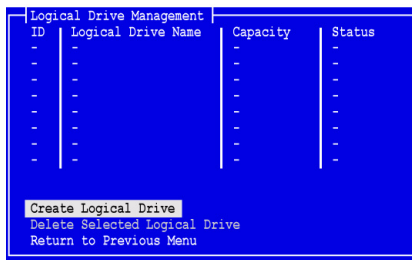 Logical Drive Management
ID Logical Drive Name Capacity Status
- - - -
- - - -
- - - -
- - - -
- - - -
- - - -
- - - -
- - - -
Create Logical Drive
Delete Selected Logical Drive
Return to Previous Menu